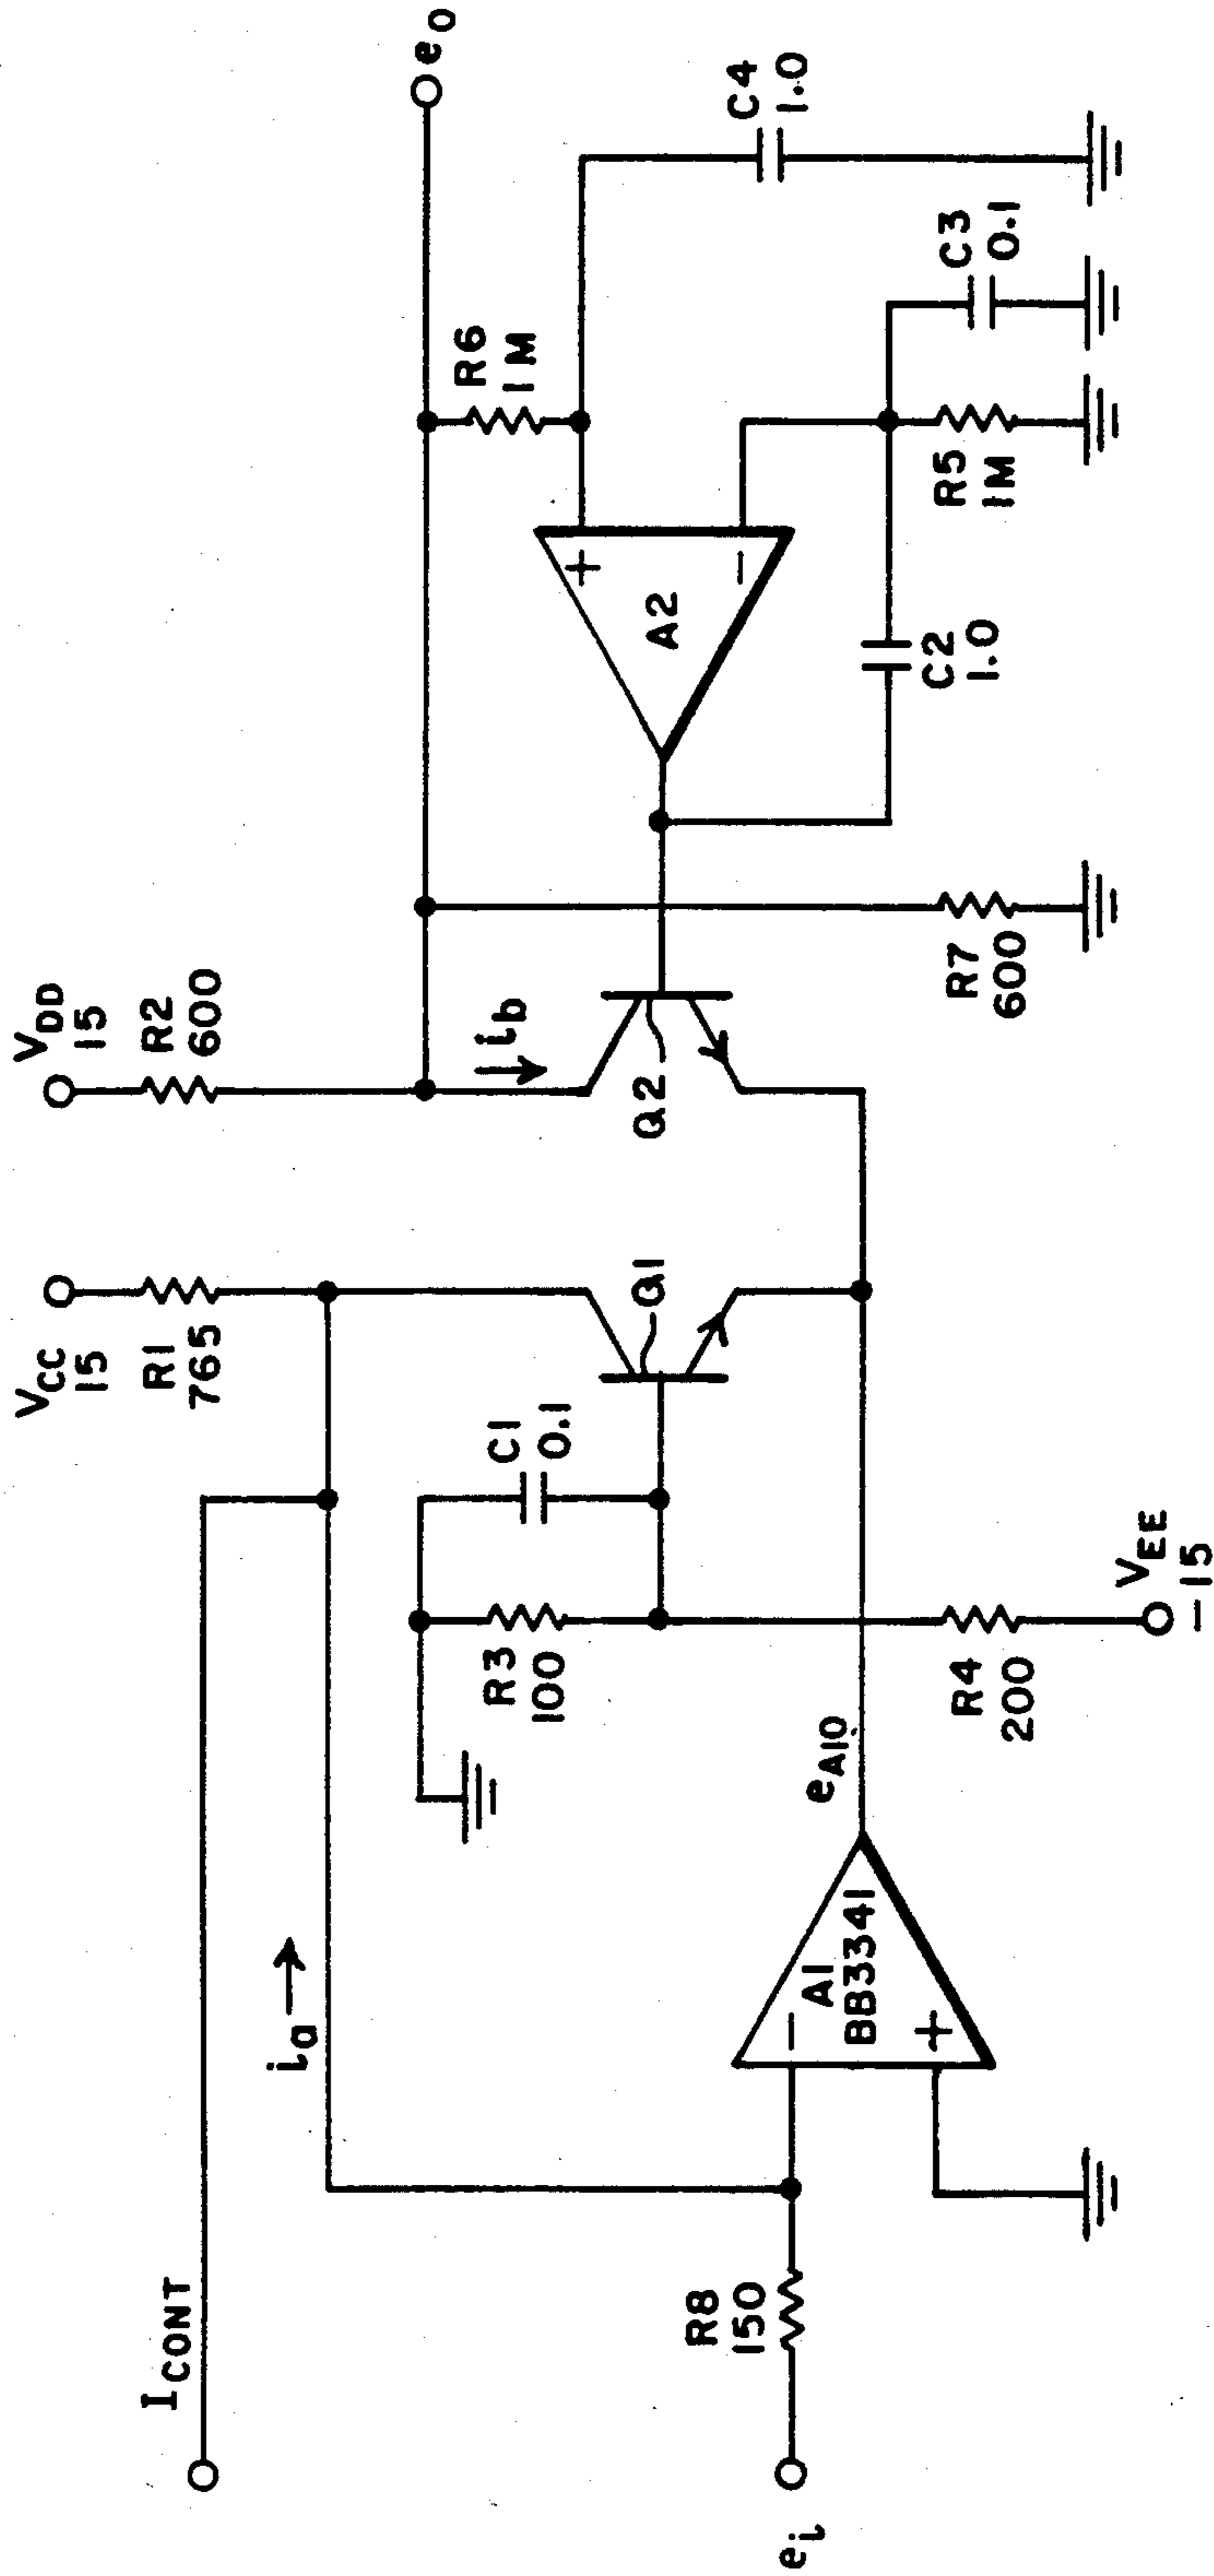 I_CONT
i_a
e_i
R8
150
A1
BB3341
−
+
e_A10
V_EE
−15
R4
200
R3
100
C1
0.1
V_CC
15
R1
765
Q1
V_DD
15
R2
600
i_b
Q2
R7
600
A2
+
−
C2
1.0
R6
1M
R5
1M
C3
0.1
C4
1.0
e_o